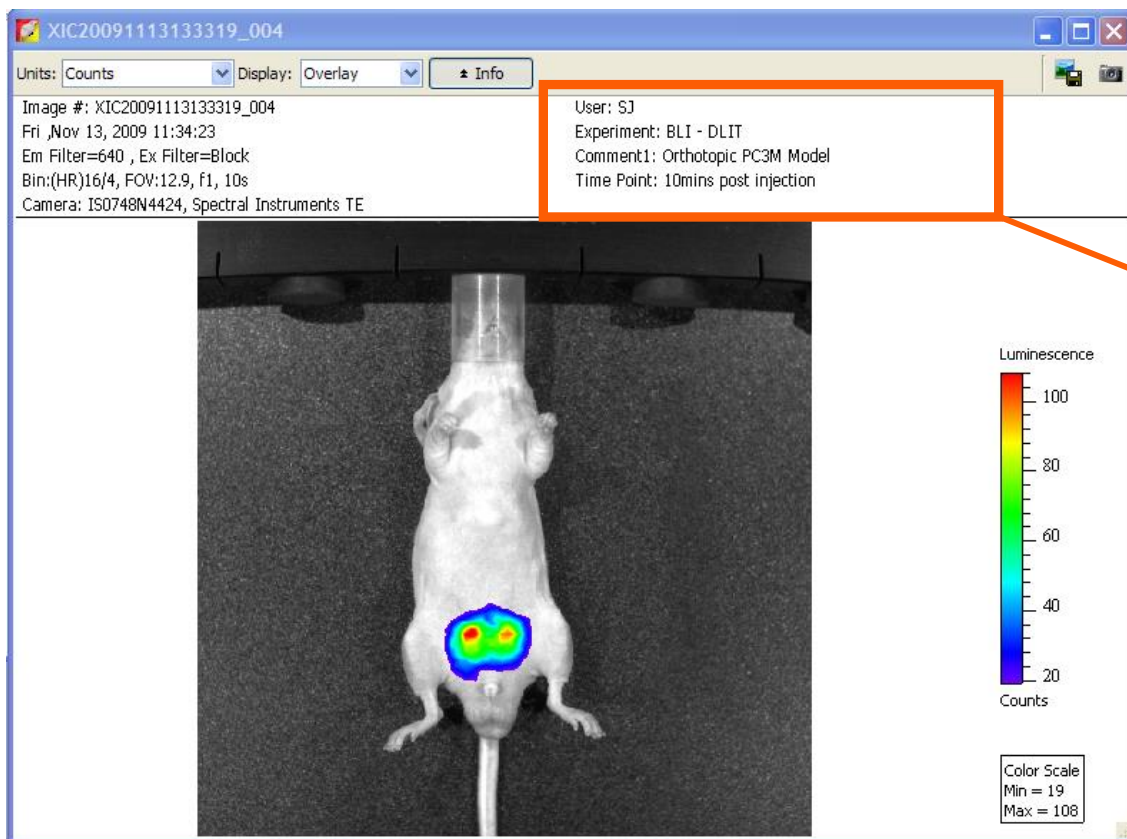 XIC20091113133319_004
Units: Counts Display: Overlay Info
Image #: XIC20091113133319_004
Fri ,Nov 13, 2009 11:34:23
Em Filter=640 , Ex Filter=Block
Bin:(HR)16/4, FOV:12.9, f1, 10s
Camera: IS0748N4424, Spectral Instruments TE
User: SJ
Experiment: BLI - DLIT
Comment1: Orthotopic PC3M Model
Time Point: 10mins post injection
Luminescence
100
80
60
40
20
Counts
Color Scale
Min = 19
Max = 108